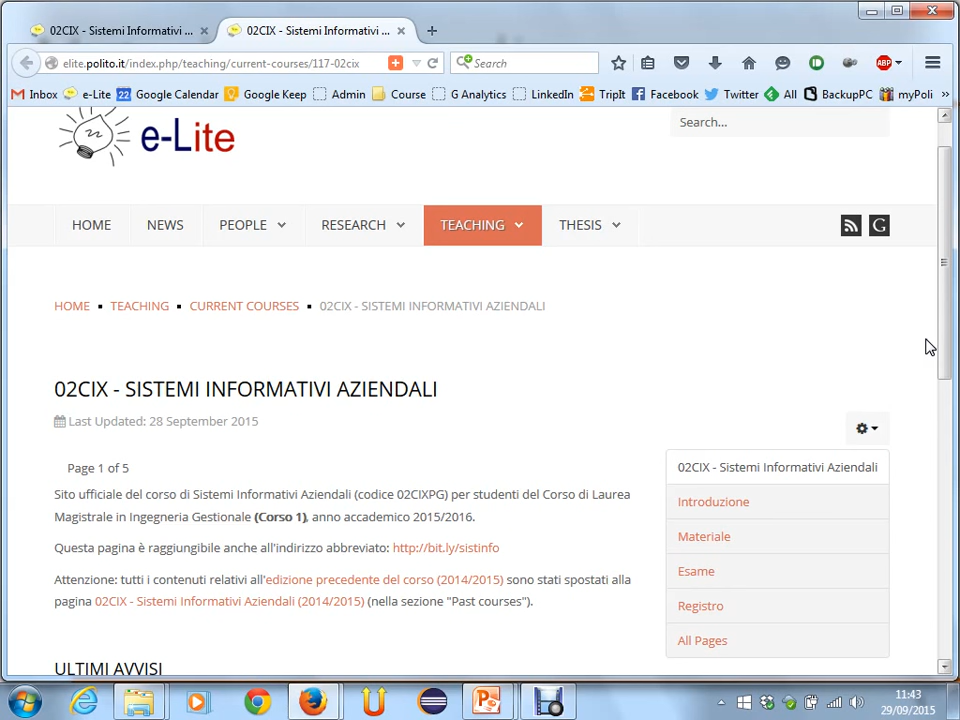 02CIX - Sistemi Informativi ...
02CIX - Sistemi Informativi ...
elite.polito.it/index.php/teaching/current-courses/117-02cix
Search
ABP
Inbox
e-Lite
22 Google Calendar
Google Keep
Admin
Course
G Analytics
LinkedIn
TripIt
Facebook
Twitter
All
BackupPC
myPoli
»
e-Lite
Search...
HOME
NEWS
PEOPLE
RESEARCH
TEACHING
THESIS
G
HOME ▪ TEACHING ▪ CURRENT COURSES ▪ 02CIX - SISTEMI INFORMATIVI AZIENDALI
02CIX - SISTEMI INFORMATIVI AZIENDALI
Last Updated: 28 September 2015
Page 1 of 5
Sito ufficiale del corso di Sistemi Informativi Aziendali (codice 02CIXPG) per studenti del Corso di Laurea
Magistrale in Ingegneria Gestionale (Corso 1), anno accademico 2015/2016.
Questa pagina è raggiungibile anche all'indirizzo abbreviato: http://bit.ly/sistinfo
Attenzione: tutti i contenuti relativi all'edizione precedente del corso (2014/2015) sono stati spostati alla
pagina 02CIX - Sistemi Informativi Aziendali (2014/2015) (nella sezione "Past courses").
ULTIMI AVVISI
02CIX - Sistemi Informativi Aziendali
Introduzione
Materiale
Esame
Registro
All Pages
11:43
29/09/2015